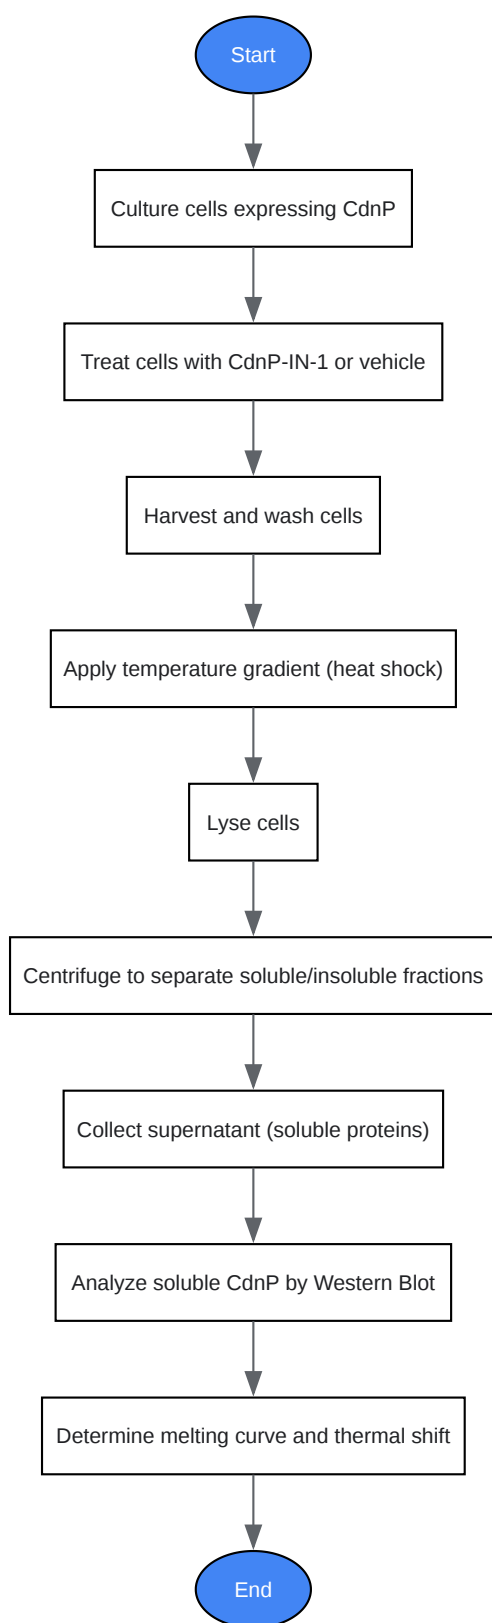 Start
Culture cells expressing CdnP
Treat cells with CdnP-IN-1 or vehicle
Harvest and wash cells
Apply temperature gradient (heat shock)
Lyse cells
Centrifuge to separate soluble/insoluble fractions
Collect supernatant (soluble proteins)
Analyze soluble CdnP by Western Blot
Determine melting curve and thermal shift
End